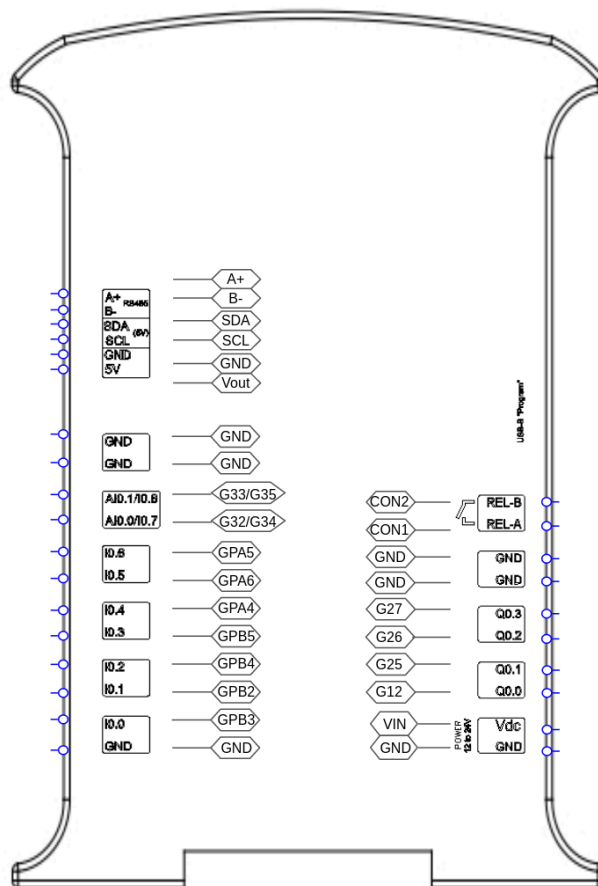 A+ RS485
B-
SDA (5V)
SCL
GND
5V
A+
B-
SDA
SCL
GND
Vout
USB-B "Program"
GND
GND
GND
GND
AI0.1/I0.8
AI0.0/I0.7
G33/G35
G32/G34
I0.6
I0.5
GPA5
GPA6
I0.4
I0.3
GPA4
GPB5
I0.2
I0.1
GPB4
GPB2
I0.0
GND
GPB3
GND
CON2
CON1
REL-B
REL-A
GND
GND
GND
GND
G27
G26
Q0.3
Q0.2
G25
G12
Q0.1
Q0.0
VIN
GND
POWER
12 to 24V
Vdc
GND